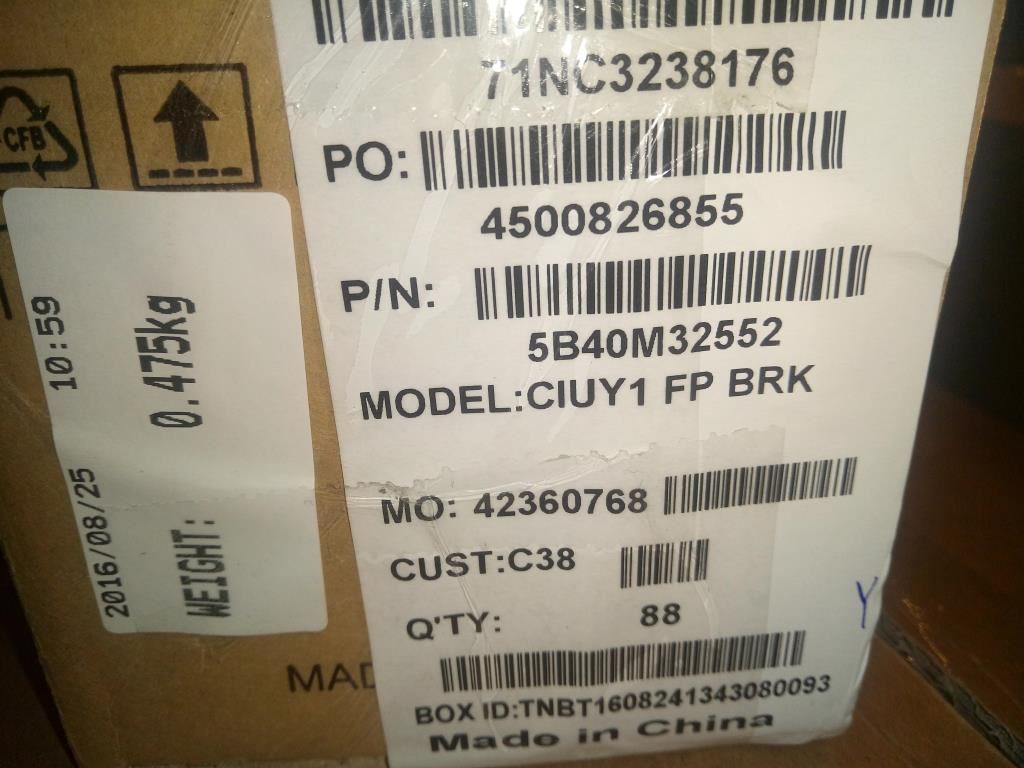 71NC3238176
CFB
PO:
4500826855
P/N:
5B40M32552
MODEL:CIUY1 FP BRK
MO: 42360768
CUST:C38
Q'TY: 88
BOX ID:TNBT1608241343080093
Made in China
2016/08/25 10:59
WEIGHT: 0.475kg
MAD
Y